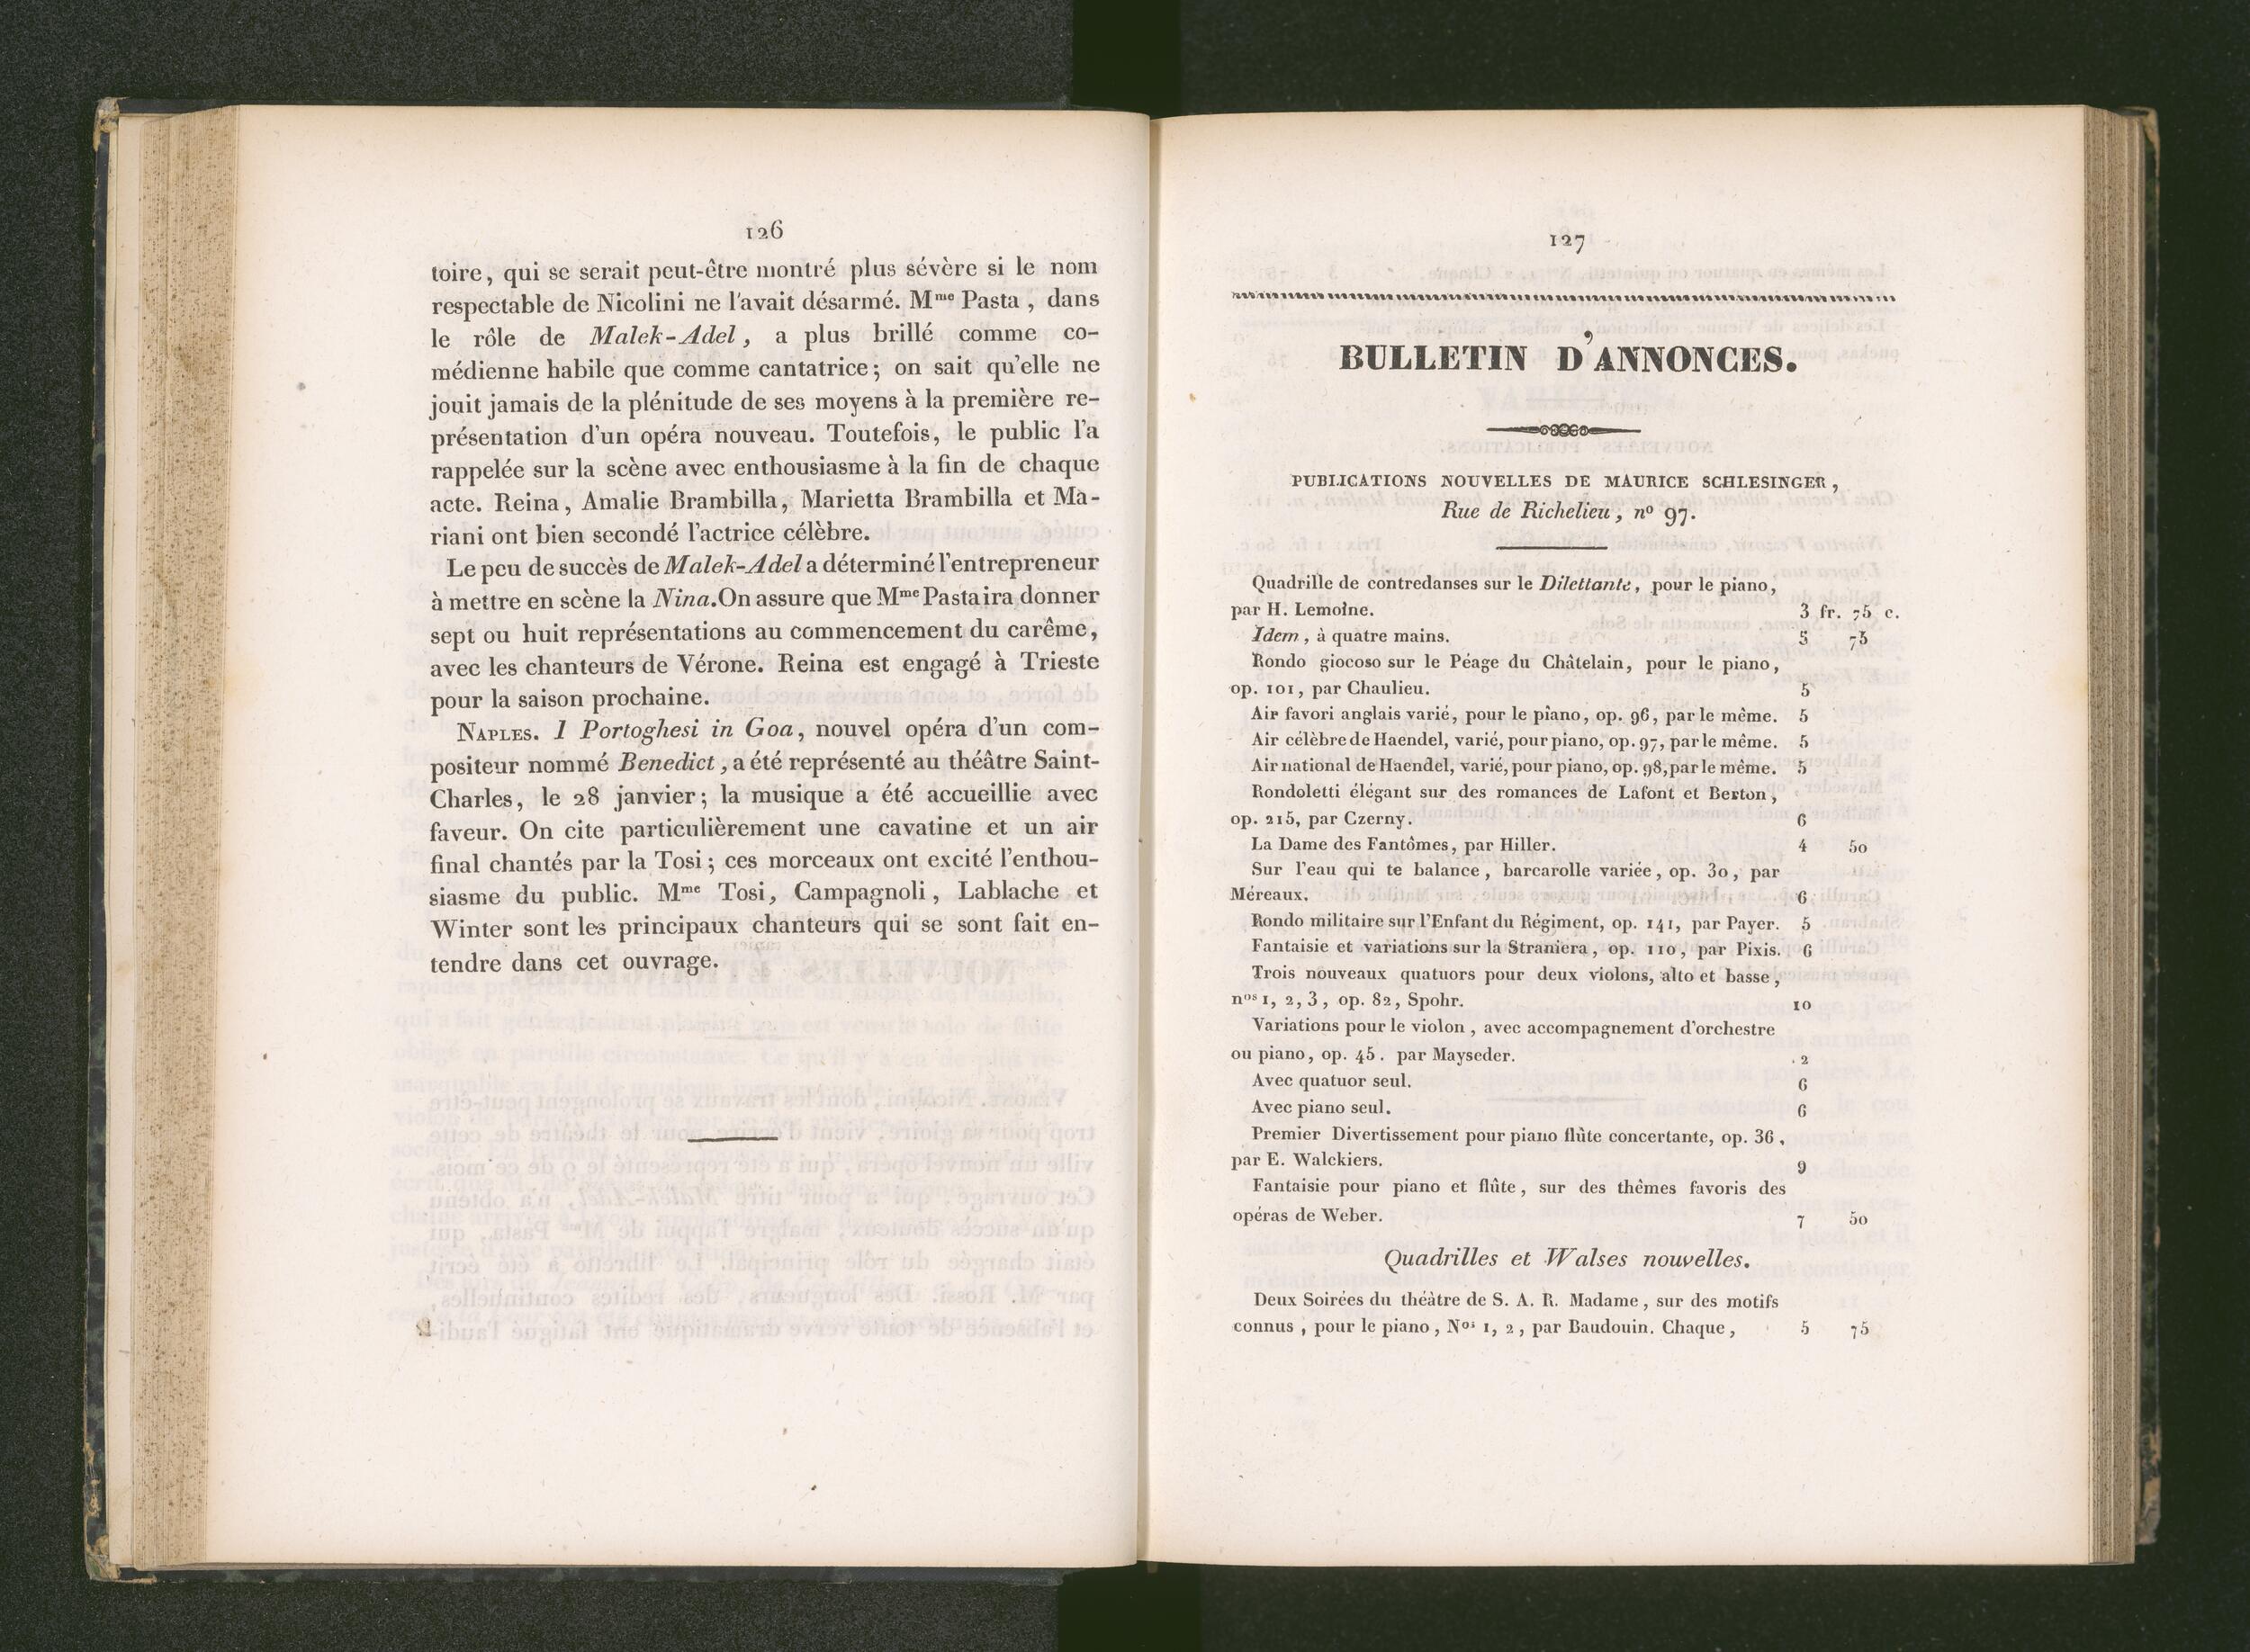 126
toire, qui se serait peut-être montré plus sévère si le nom
respectable de Nicolini ne l'avait désarmé. Mme Pasta, dans
le rôle de Malek-Adel, a plus brillé comme co-
médienne habile que comme cantatrice; on sait qu'elle ne
jouit jamais de la plénitude de ses moyens à la première re-
présentation d'un opéra nouveau. Toutefois, le public l'a
rappelée sur la scène avec enthousiasme à la fin de chaque
acte. Reina, Amalie Brambilla, Marietta Brambilla et Ma-
riani ont bien secondé l'actrice célèbre.
Le peu de succès de Malek-Adel a déterminé l'entrepreneur
à mettre en scène la Nina. On assure que Mme Pasta ira donner
sept ou huit représentations au commencement du carême,
avec les chanteurs de Vérone. Reina est engagé à Trieste
pour la saison prochaine.
NAPLES. I Portoghesi in Goa, nouvel opéra d'un com-
positeur nommé Benedict, a été représenté au théâtre Saint-
Charles, le 28 janvier; la musique a été accueillie avec
faveur. On cite particulièrement une cavatine et un air
final chantés par la Tosi; ces morceaux ont excité l'enthou-
siasme du public. Mme Tosi, Campagnoli, Lablache et
Winter sont les principaux chanteurs qui se sont fait en-
tendre dans cet ouvrage.
127
BULLETIN D'ANNONCES.
PUBLICATIONS NOUVELLES DE MAURICE SCHLESINGER,
Rue de Richelieu, no 97.
Quadrille de contredanses sur le Dilettante, pour le piano,
par H. Lemoine. 3 fr. 75 c.
Idem, à quatre mains. 5 75
Rondo giocoso sur le Péage du Châtelain, pour le piano,
op. 101, par Chaulieu. 5
Air favori anglais varié, pour le piano, op. 96, par le même. 5
Air célèbre de Haendel, varié, pour piano, op. 97, par le même. 5
Air national de Haendel, varié, pour piano, op. 98, par le même. 5
Rondoletti élégant sur des romances de Lafont et Berton,
op. 215, par Czerny. 6
La Dame des Fantômes, par Hiller. 4 50
Sur l'eau qui te balance, barcarolle variée, op. 30, par
Méreaux. 6
Rondo militaire sur l'Enfant du Régiment, op. 141, par Payer. 5
Fantaisie et variations sur la Straniera, op. 110, par Pixis. 6
Trois nouveaux quatuors pour deux violons, alto et basse,
nos 1, 2, 3, op. 82, Spohr. 10
Variations pour le violon, avec accompagnement d'orchestre
ou piano, op. 45. par Mayseder. 2
Avec quatuor seul. 6
Avec piano seul. 6
Premier Divertissement pour piano flûte concertante, op. 36,
par E. Walckiers. 9
Fantaisie pour piano et flûte, sur des thêmes favoris des
opéras de Weber. 7 50
Quadrilles et Walses nouvelles.
Deux Soirées du théâtre de S. A. R. Madame, sur des motifs
connus, pour le piano, Nos 1, 2, par Baudouin. Chaque, 5 75